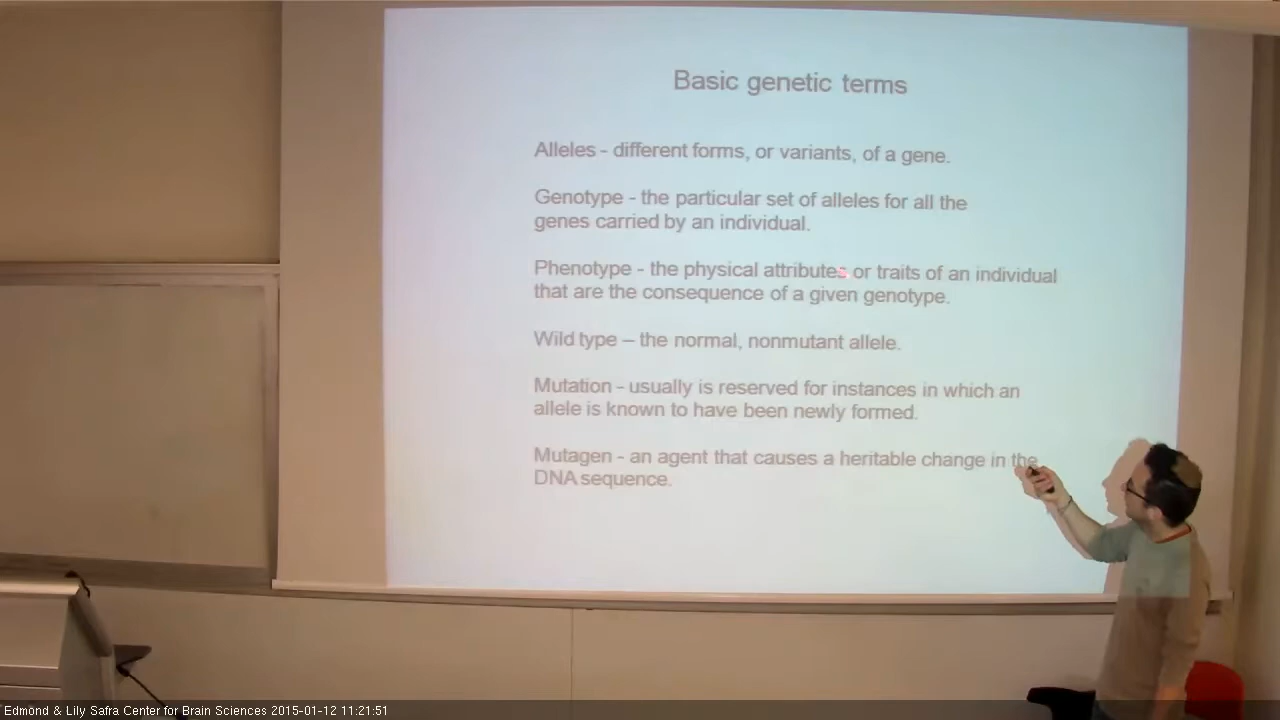 Basic genetic terms
Alleles - different forms, or variants, of a gene.
Genotype - the particular set of alleles for all the
genes carried by an individual.
Phenotype - the physical attributes or traits of an individual
that are the consequence of a given genotype.
Wild type – the normal, nonmutant allele.
Mutation - usually is reserved for instances in which an
allele is known to have been newly formed.
Mutagen - an agent that causes a heritable change in the
DNA sequence.
Edmond & Lily Safra Center for Brain Sciences 2015-01-12 11:21:51